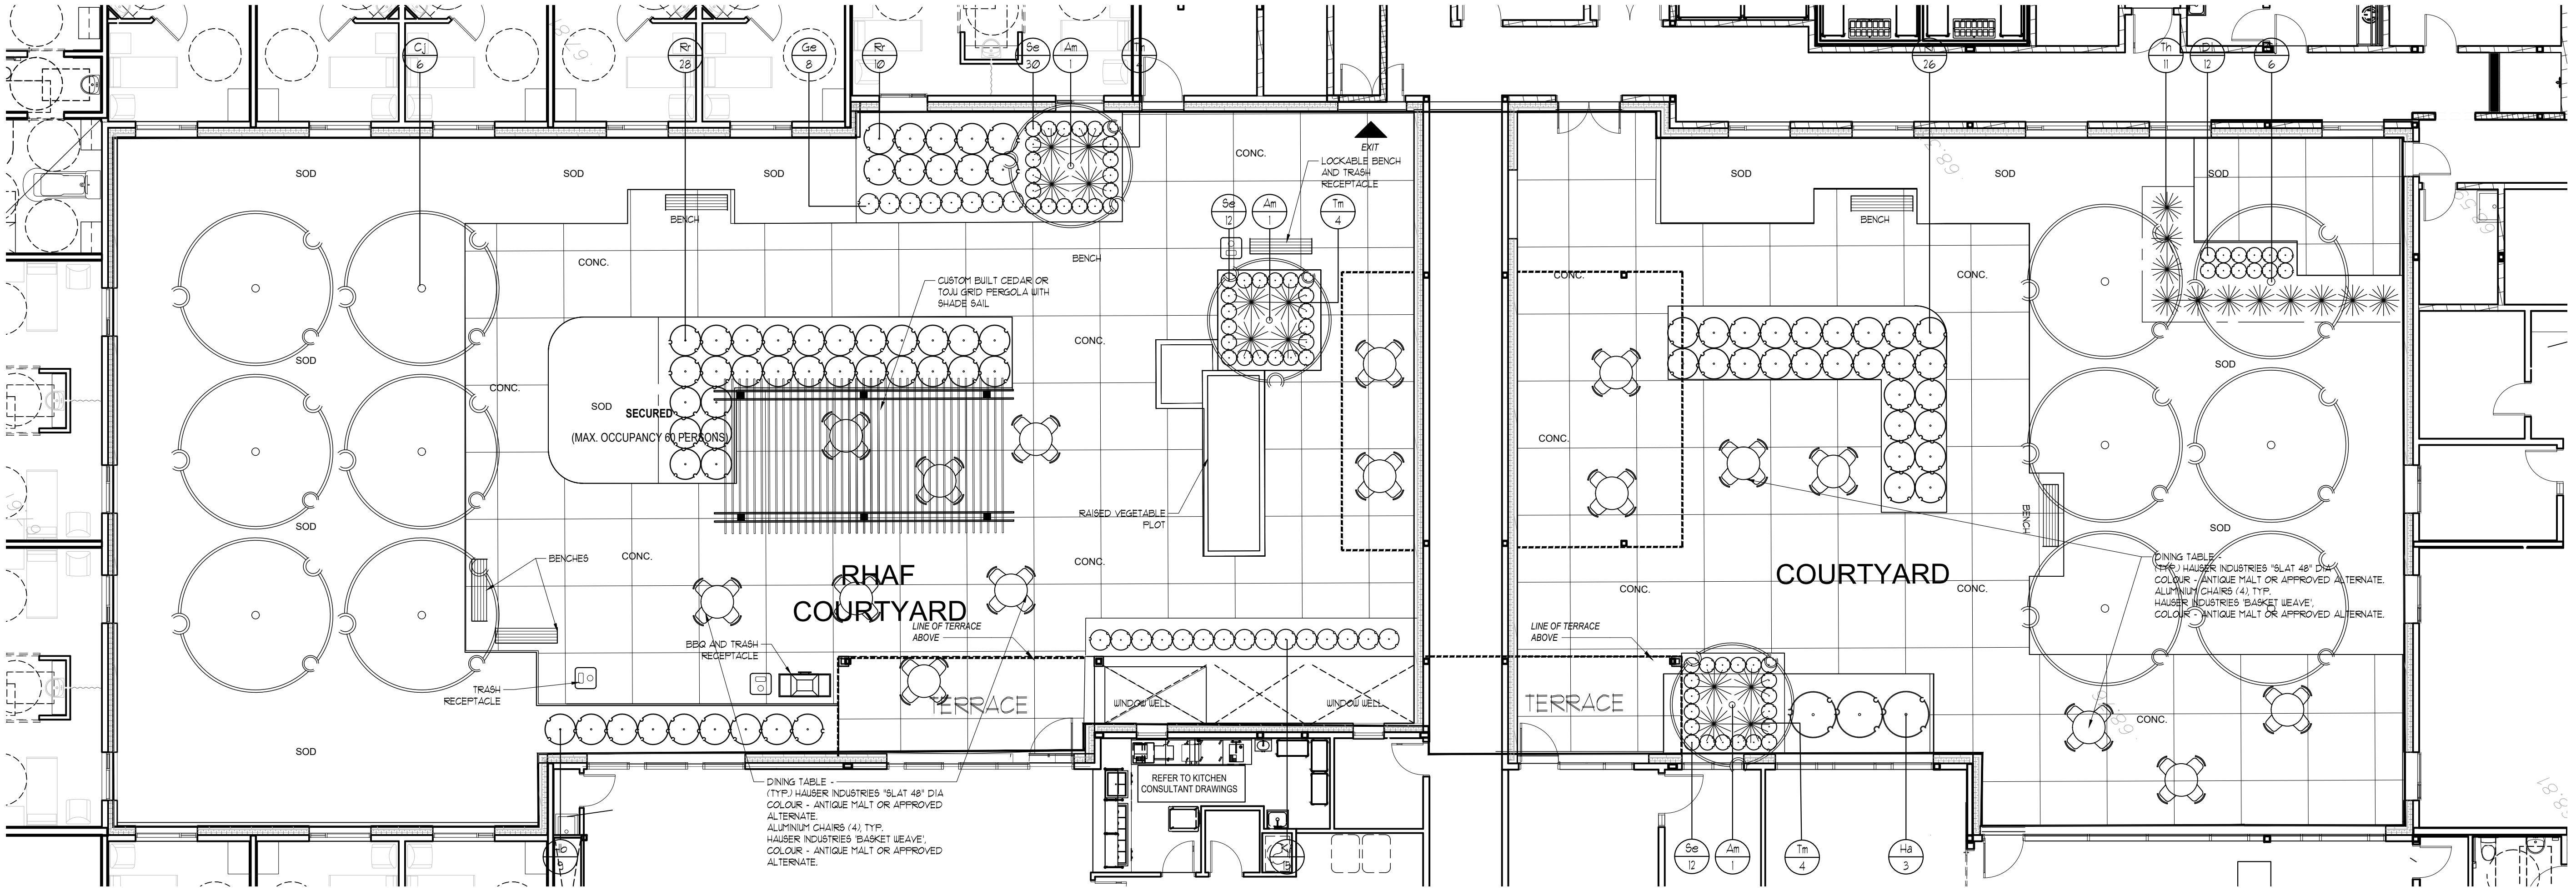 Cj
6
Rr
28
Ge
8
Rr
10
Se
30
Am
1
Tm
26
Th
11
12
6
SOD
SOD
SOD
CONC.
EXIT
LOCKABLE BENCH
AND TRASH
RECEPTACLE
68.
SOD
SOD
SOD
BENCH
Se
12
Am
1
Tm
4
BENCH
CONC.
BENCH
CONC.
CONC.
CUSTOM BUILT CEDAR OR
TOJU GRID PERGOLA WITH
SHADE SAIL
SOD
CONC.
SOD
CONC.
SOD
SECURED
(MAX. OCCUPANCY 60 PERSONS)
CONC.
RAISED VEGETABLE
PLOT
BENCH
SOD
SOD
BENCHES
CONC.
CONC.
RHAF
COURTYARD
COURTYARD
CONC.
CONC.
DINING TABLE -
(TYP.) HAUSER INDUSTRIES "SLAT 48" DIA
COLOUR - ANTIQUE MALT OR APPROVED ALTERNATE.
ALUMINIUM CHAIRS (4), TYP.
HAUSER INDUSTRIES 'BASKET WEAVE',
COLOUR - ANTIQUE MALT OR APPROVED ALTERNATE.
LINE OF TERRACE
ABOVE
LINE OF TERRACE
ABOVE
BBQ AND TRASH
RECEPTACLE
TRASH
RECEPTACLE
TERRACE
WINDOW WELL
WINDOW WELL
TERRACE
CONC.
SOD
DINING TABLE -
(TYP.) HAUSER INDUSTRIES "SLAT 48" DIA
COLOUR - ANTIQUE MALT OR APPROVED
ALTERNATE.
ALUMINIUM CHAIRS (4), TYP.
HAUSER INDUSTRIES 'BASKET WEAVE',
COLOUR - ANTIQUE MALT OR APPROVED
ALTERNATE.
REFER TO KITCHEN
CONSULTANT DRAWINGS
15
Se
12
Am
1
Tm
4
Ha
3